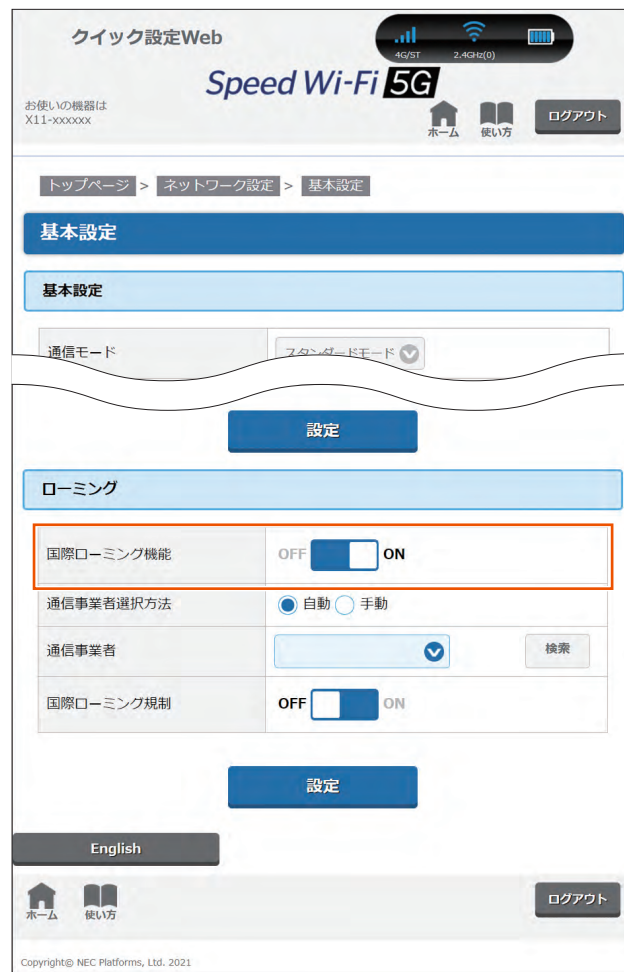 クイック設定Web
4G/ST 2.4GHz(0)
Speed Wi-Fi 5G
お使いの機器は
X11-xxxxxx
ホーム 使い方 ログアウト
トップページ > ネットワーク設定 > 基本設定
基本設定
基本設定
通信モード スタンダードモード
設定
ローミング
国際ローミング機能 OFF ON
通信事業者選択方法 自動 手動
通信事業者 検索
国際ローミング規制 OFF ON
設定
English
ホーム 使い方 ログアウト
Copyright© NEC Platforms, Ltd. 2021